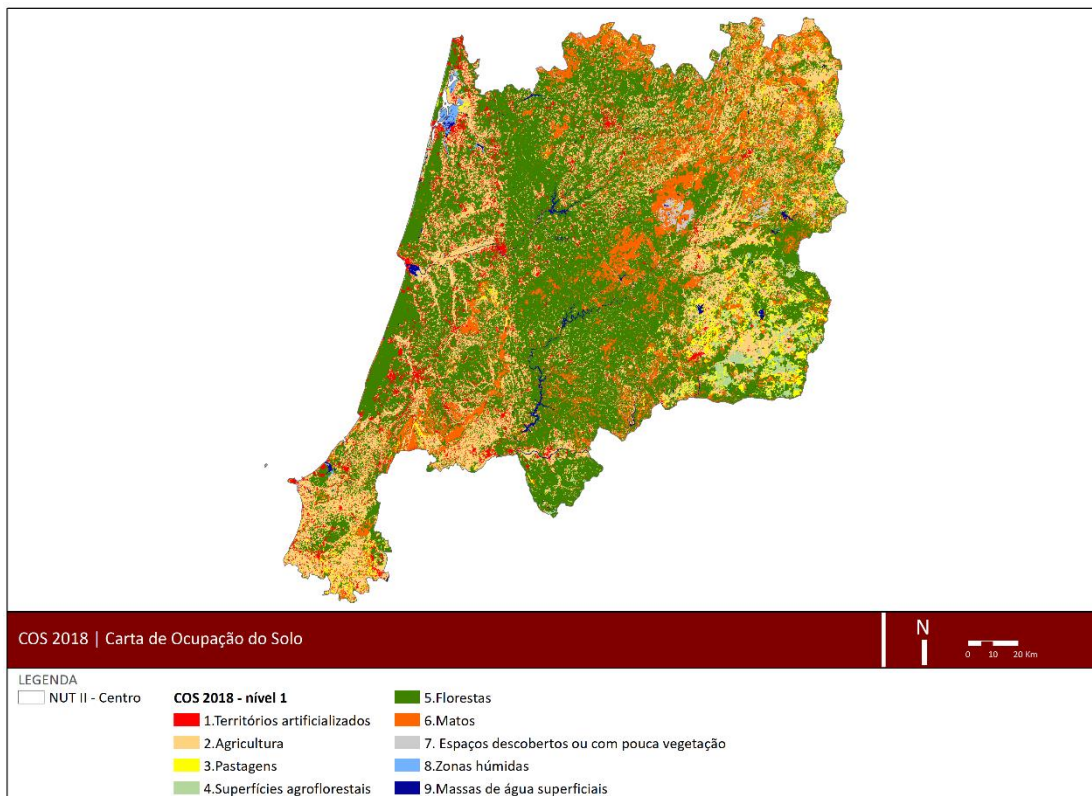 COS 2018 | Carta de Ocupação do Solo
N
0 10 20 Km
LEGENDA
NUT II - Centro
COS 2018 - nível 1
1.Territórios artificializados
2.Agricultura
3.Pastagens
4.Superfícies agroflorestais
5.Florestas
6.Matos
7. Espaços descobertos ou com pouca vegetação
8.Zonas húmidas
9.Massas de água superficiais